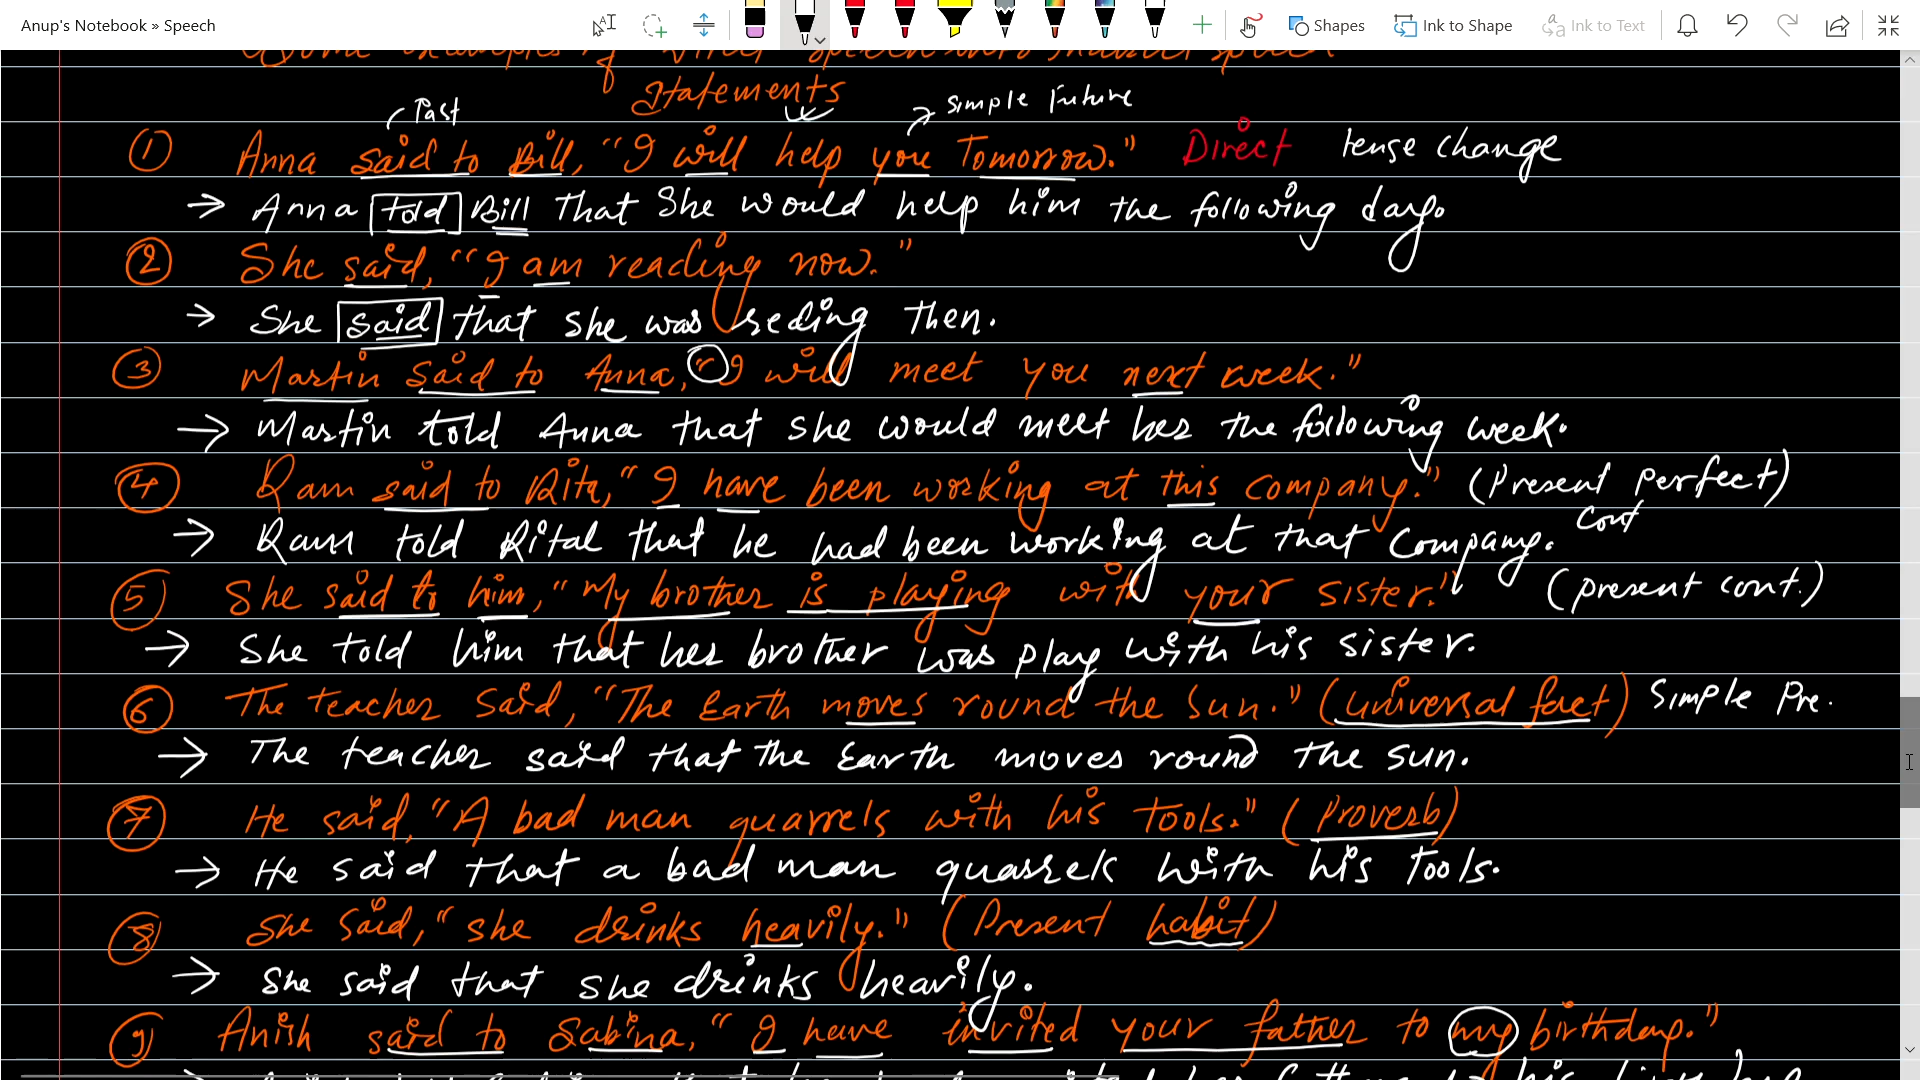 Anup's Notebook » Speech
Shapes
Ink to Shape
Ink to Text
Some examples of Direct speech into indirect speech
Statements
Past
Simple Future
① Anna said to Bill, "I will help you Tomorrow." Direct tense change
→ Anna told Bill that She would help him the following day.
② She said, "I am reading now."
→ She said that she was reding then.
③ Martin said to Anna, "I will meet you next week."
→ Martin told Anna that she would meet her the following week.
④ Ram said to Rita, "I have been working at this company." (Present perfect) cont
→ Ram told Rital that he had been working at that company.
⑤ She said to him, "My brother is playing with your sister." (present cont.)
→ She told him that her brother was play with his sister.
⑥ The teacher said, "The Earth moves round the Sun." (universal fact) Simple Pre.
→ The teacher said that the Earth moves round the sun.
⑦ He said, "A bad man quarrels with his tools." (Proverb)
→ He said that a bad man quarrels with his tools.
⑧ She said, "she drinks heavily." (Present habit)
→ She said that she drinks heavily.
⑨ Anish said to Sabina, "I have invited your father to my birthday."